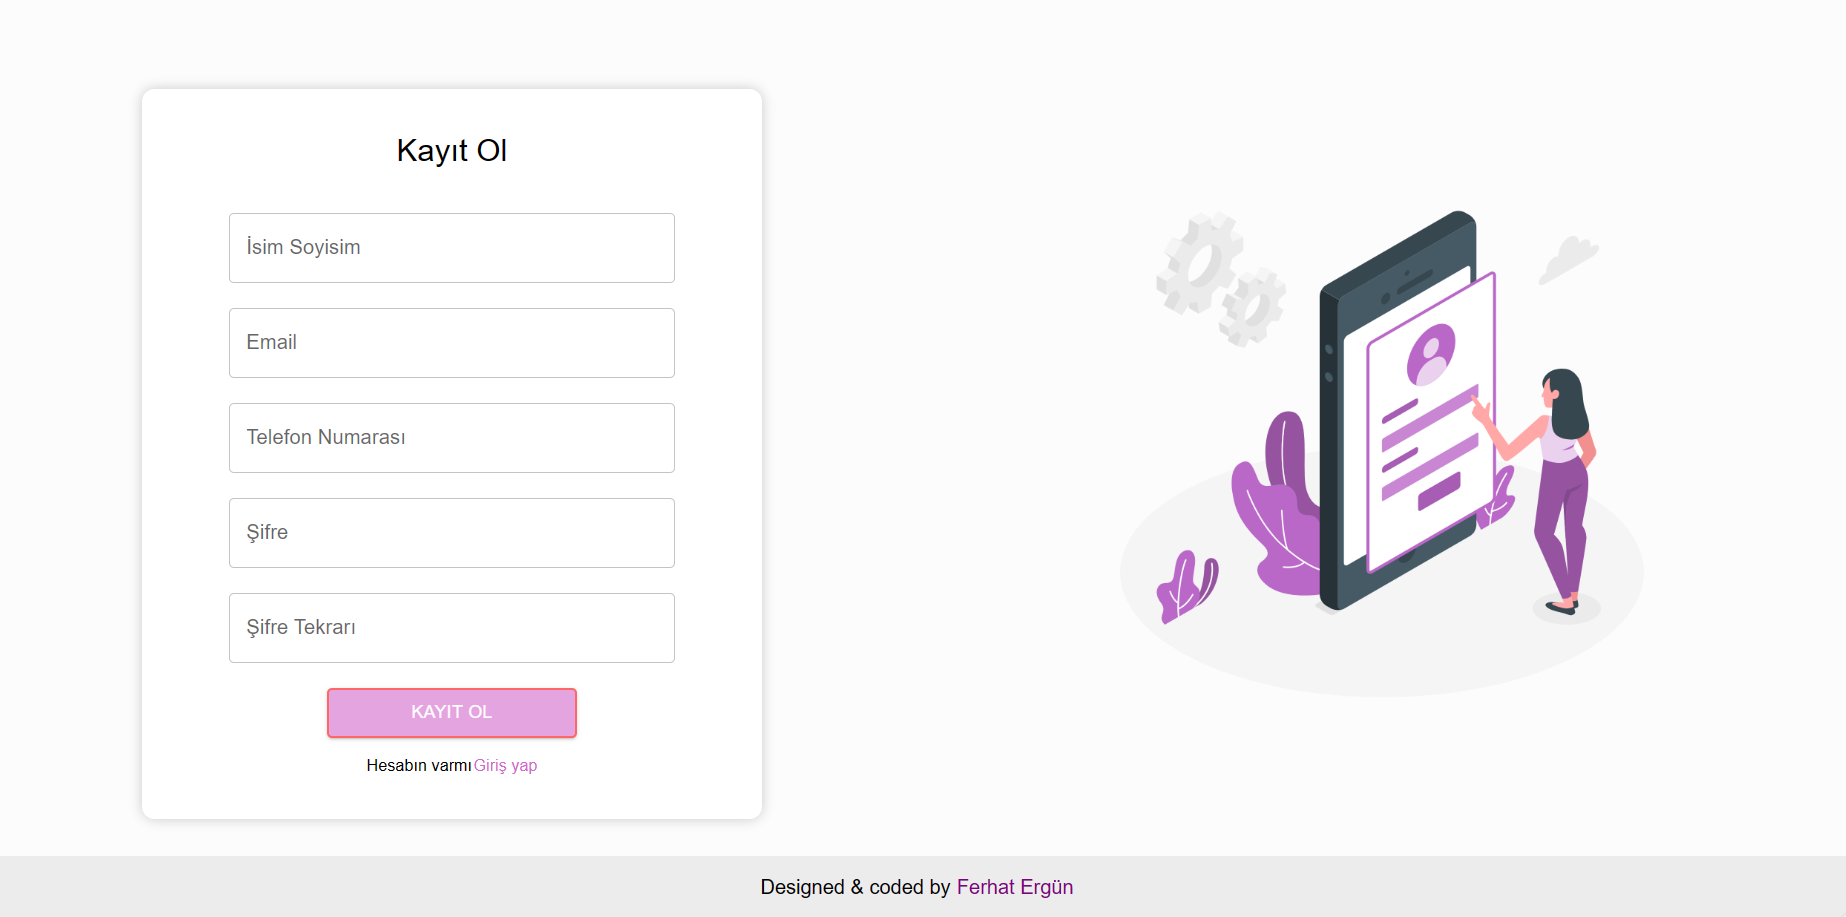 Kayıt Ol
İsim Soyisim
Email
Telefon Numarası
Şifre
Şifre Tekrarı
KAYIT OL
Hesabın varmı Giriş yap
Designed & coded by Ferhat Ergün